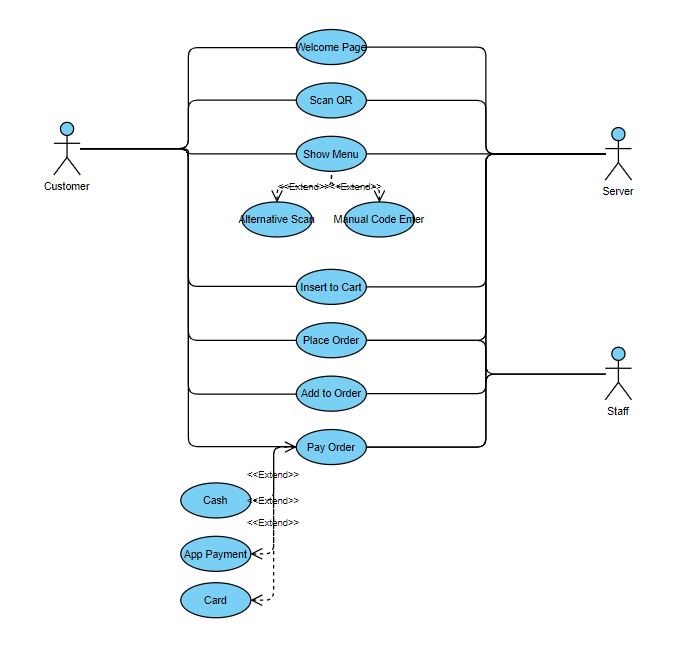 Welcome Page
Scan QR
Show Menu
Customer
Server
<<Extend>>
<<Extend>>
Alternative Scan
Manual Code Enter
Insert to Cart
Place Order
Add to Order
Staff
Pay Order
<<Extend>>
Cash
<<Extend>>
<<Extend>>
App Payment
Card